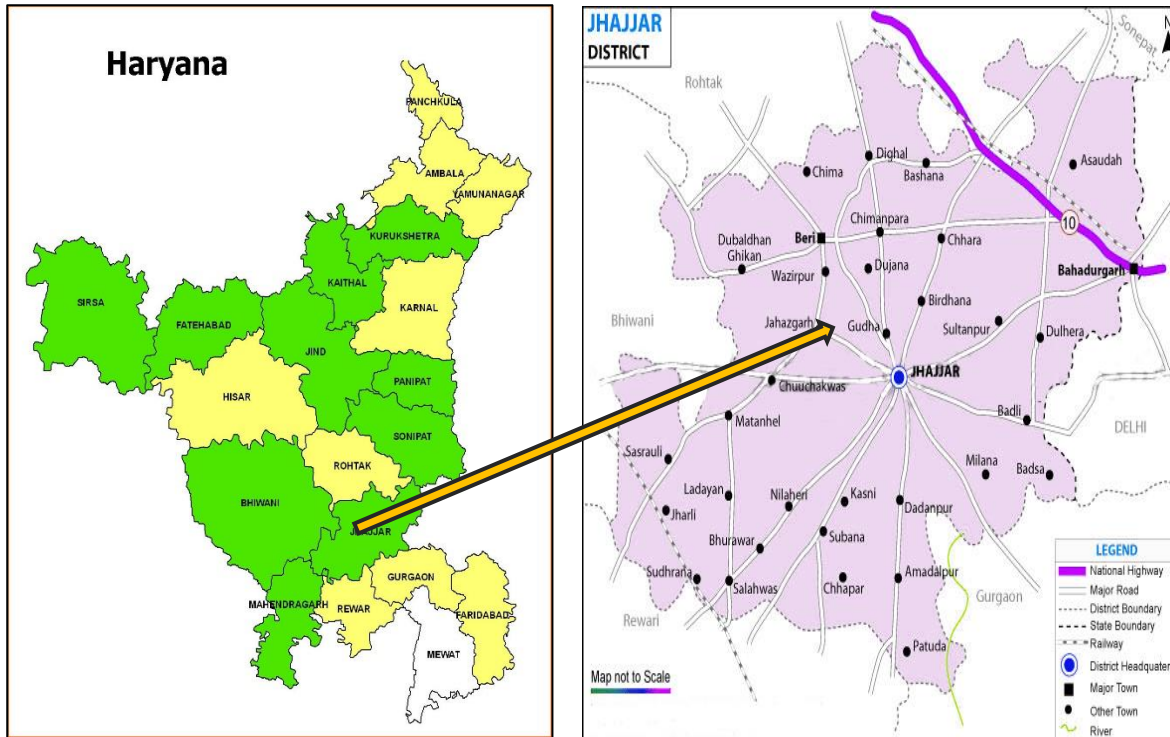 Haryana
PANCHKULA
AMBALA
YAMUNANAGAR
KURUKSHETRA
KAITHAL
KARNAL
SIRSA
FATEHABAD
JIND
PANIPAT
HISAR
SONIPAT
ROHTAK
BHIWANI
JHAJJAR
GURGAON
MAHENDRAGARH
REWAR
FARIDABAD
MEWAT
JHAJJAR
DISTRICT
N
Sonepat
Rohtak
Dighal
Asaudah
Chima
Bashana
Chimanpara
10
Beri
Chhara
Dubaldhan
Ghikan
Dujana
Wazirpur
Bahadurgarh
Birdhana
Bhiwani
Jahazgarh
Gudha
Sultanpur
Dulhera
JHAJJAR
Chuuchakwas
Matanhel
Badli
DELHI
Sasrauli
Milana
Badsa
Ladayan
Nilaheri
Kasni
Jharli
Dadanpur
Bhurawar
Subana
Sudhrana
Salahwas
Chhapar
Amadalpur
Gurgaon
Rewari
Patuda
Map not to Scale
LEGEND
National Highway
Major Road
District Boundary
State Boundary
Railway
District Headquater
Major Town
Other Town
River